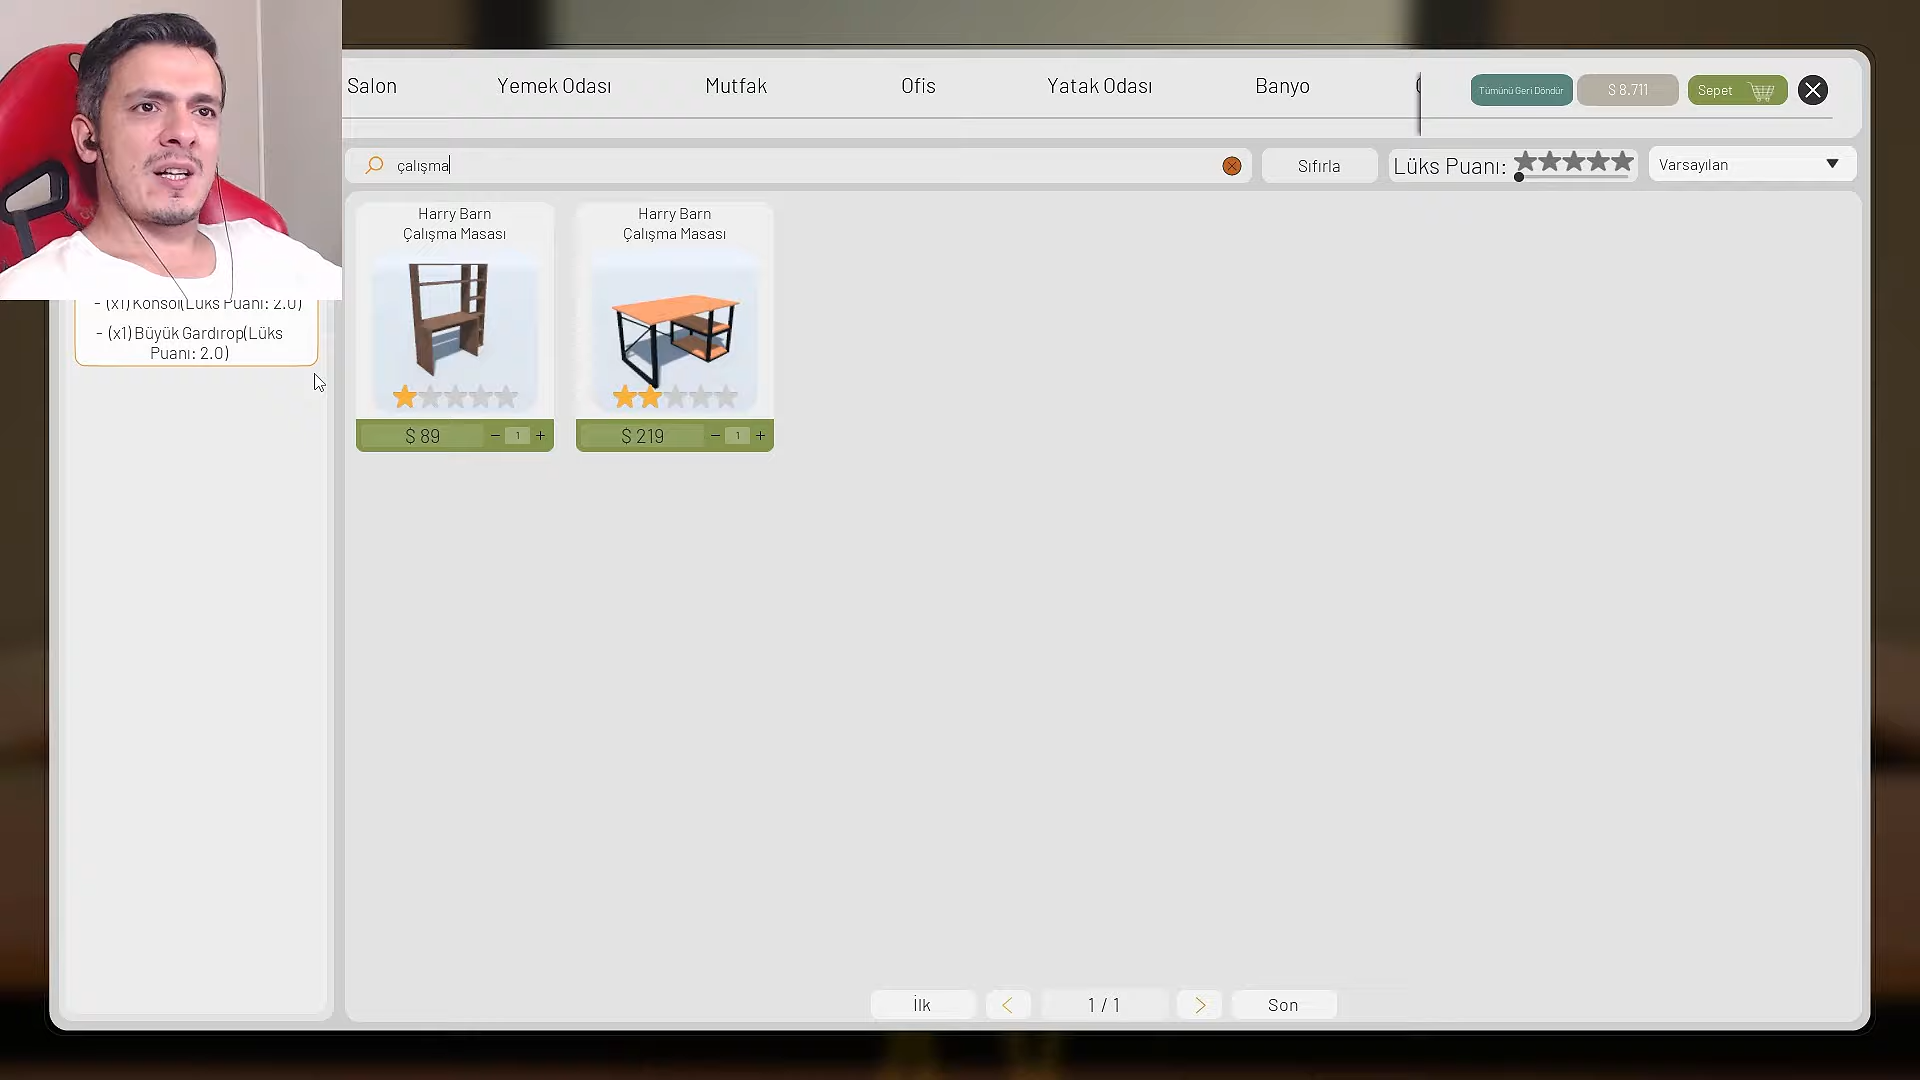 Salon
Yemek Odası
Mutfak
Ofis
Yatak Odası
Banyo
Tümünü Geri Döndür
$ 8.711
Sepet
çalışma
Sıfırla
Lüks Puanı:
Varsayılan
- (x1) Konsol(Lüks Puanı: 2.0)
- (x1) Büyük Gardırop(Lüks
Puanı: 2.0)
Harry Barn
Çalışma Masası
$ 89
− 1 +
Harry Barn
Çalışma Masası
$ 219
− 1 +
İlk
<
1 / 1
>
Son